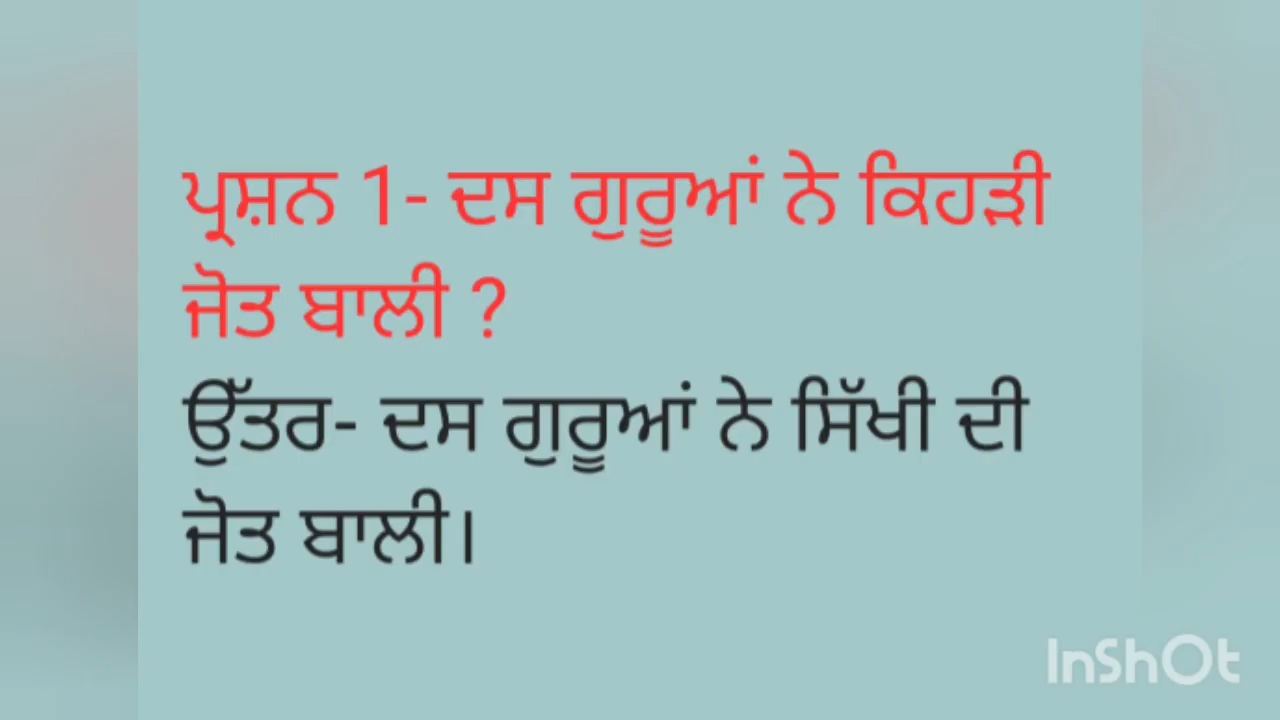 ਪ੍ਰਸ਼ਨ 1- ਦਸ ਗੁਰੂਆਂ ਨੇ ਕਿਹੜੀ
ਜੋਤ ਬਾਲੀ ?
ਉੱਤਰ- ਦਸ ਗੁਰੂਆਂ ਨੇ ਸਿੱਖੀ ਦੀ
ਜੋਤ ਬਾਲੀ।
InShOt